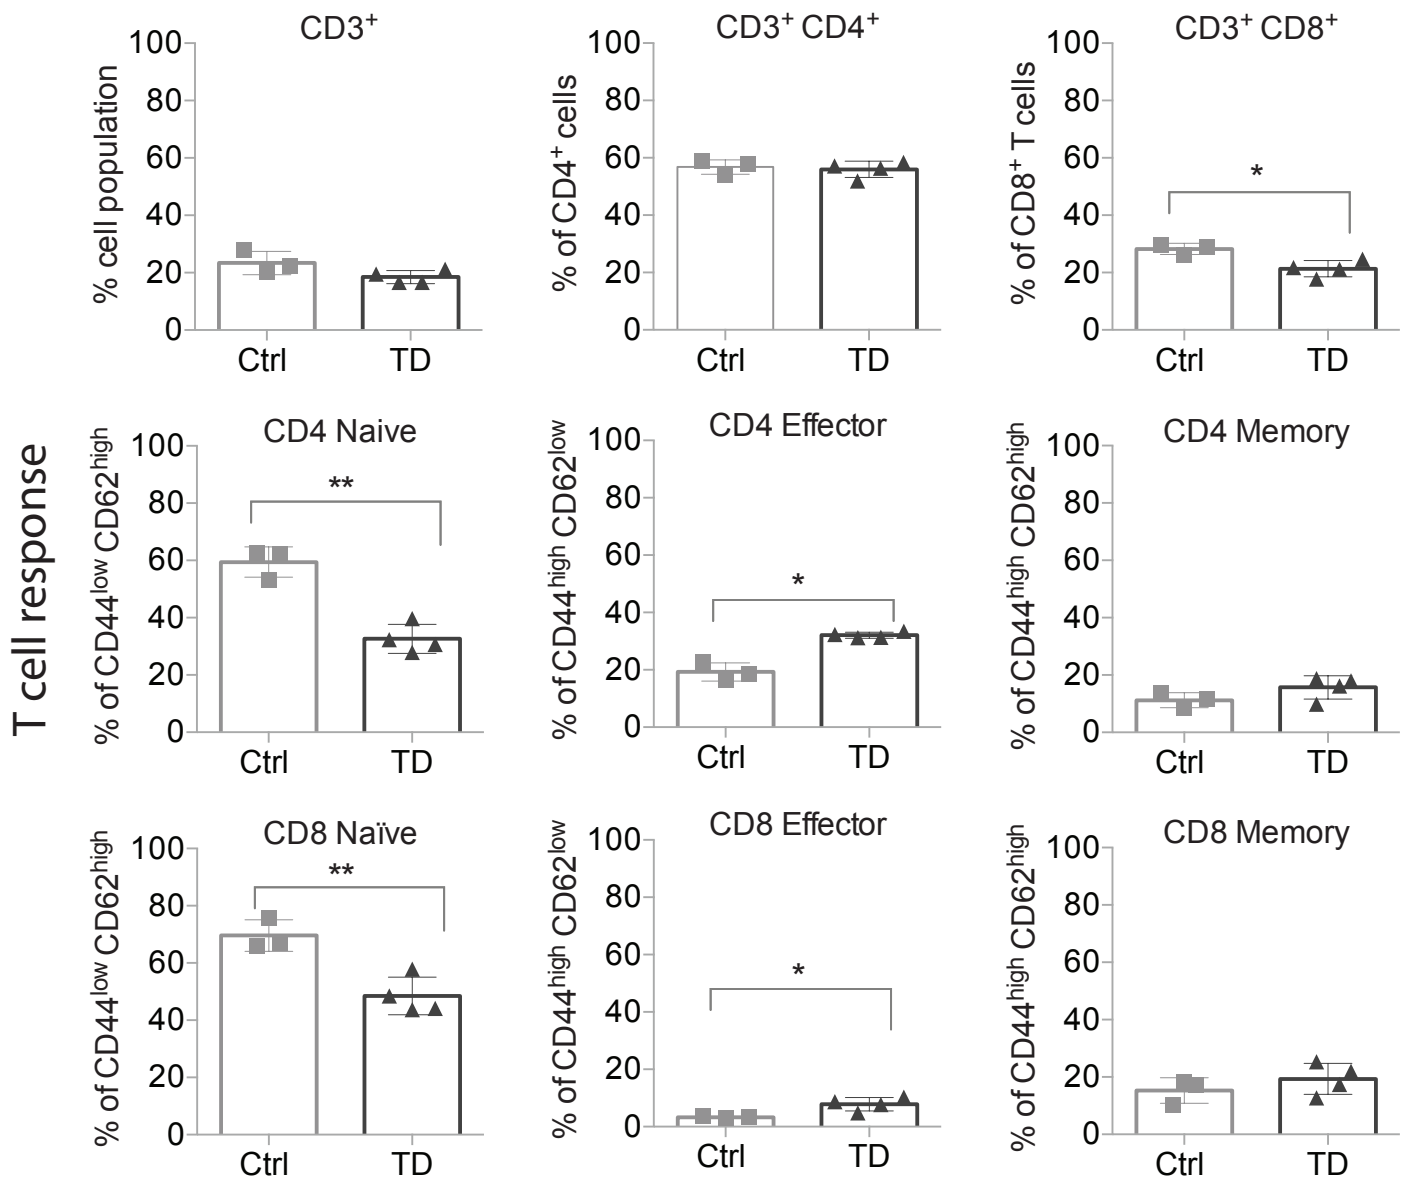 T cell response
CD3⁺
% cell population
100
80
60
40
20
0
Ctrl TD
CD3⁺ CD4⁺
% of CD4⁺ cells
100
80
60
40
20
0
Ctrl TD
CD3⁺ CD8⁺
% of CD8⁺ T cells
100
80
60
40
20
0
*
Ctrl TD
CD4 Naive
% of CD44ˡᵒʷ CD62ʰⁱᵍʰ
100
80
60
40
20
0
**
Ctrl TD
CD4 Effector
% of CD44ʰⁱᵍʰ CD62ˡᵒʷ
100
80
60
40
20
0
*
Ctrl TD
CD4 Memory
% of CD44ʰⁱᵍʰ CD62ʰⁱᵍʰ
100
80
60
40
20
0
Ctrl TD
CD8 Naïve
% of CD44ˡᵒʷ CD62ʰⁱᵍʰ
100
80
60
40
20
0
**
Ctrl TD
CD8 Effector
% of CD44ʰⁱᵍʰ CD62ˡᵒʷ
100
80
60
40
20
0
*
Ctrl TD
CD8 Memory
% of CD44ʰⁱᵍʰ CD62ʰⁱᵍʰ
100
80
60
40
20
0
Ctrl TD